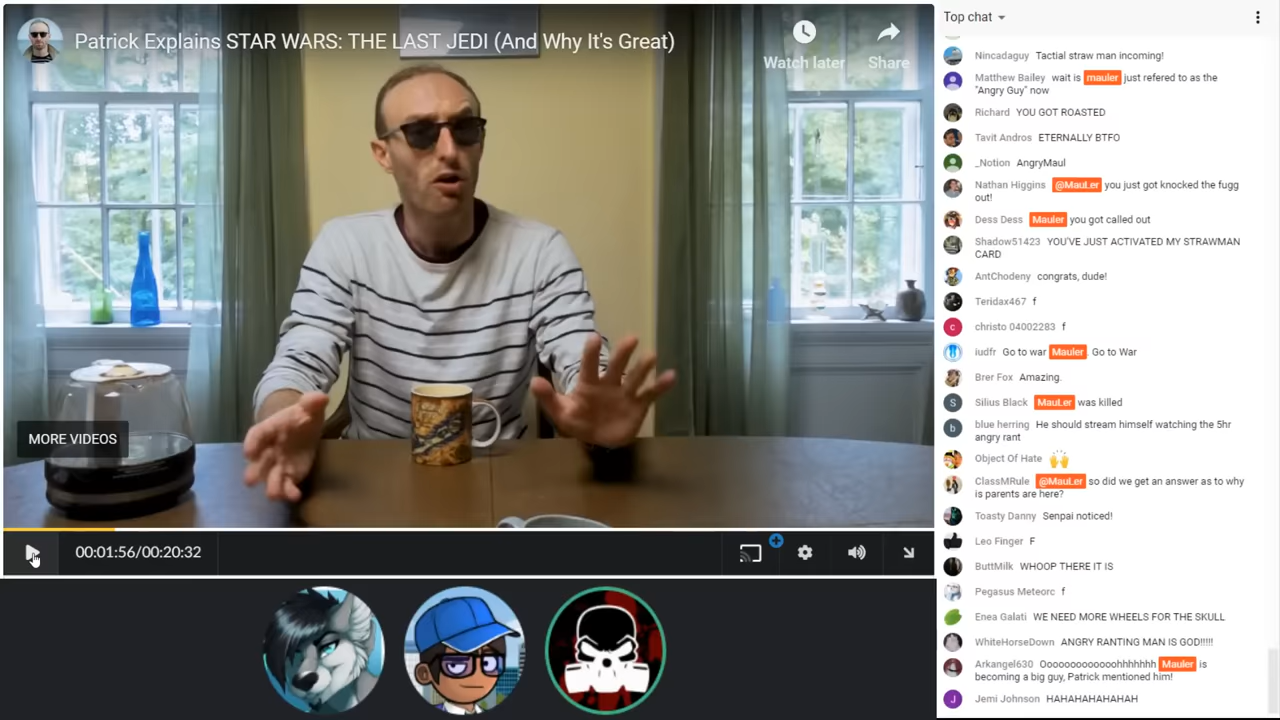 Patrick Explains STAR WARS: THE LAST JEDI (And Why It's Great)
Watch later
Share
MORE VIDEOS
00:01:56/00:20:32
Top chat
Nincadaguy Tactial straw man incoming!
Matthew Bailey wait is mauler just refered to as the
"Angry Guy" now
Richard YOU GOT ROASTED
Tavit Andros ETERNALLY BTFO
_Notion AngryMaul
Nathan Higgins @MauLer you just got knocked the fugg
out!
Dess Dess Mauler you got called out
Shadow51423 YOU'VE JUST ACTIVATED MY STRAWMAN
CARD
AntChodeny congrats, dude!
Teridax467 f
c
christo 04002283 f
iudfr Go to war Mauler Go to War
Brer Fox Amazing.
S
Silius Black MauLer was killed
b
blue herring He should stream himself watching the 5hr
angry rant
Object Of Hate
ClassMRule @MauLer so did we get an answer as to why
is parents are here?
Toasty Danny Senpai noticed!
Leo Finger F
ButtMilk WHOOP THERE IT IS
Pegasus Meteorc f
Enea Galati WE NEED MORE WHEELS FOR THE SKULL
WhiteHorseDown ANGRY RANTING MAN IS GOD!!!!!
Arkangel630 Ooooooooooooohhhhhhh Mauler is
becoming a big guy, Patrick mentioned him!
J
Jemi Johnson HAHAHAHAHAHAH